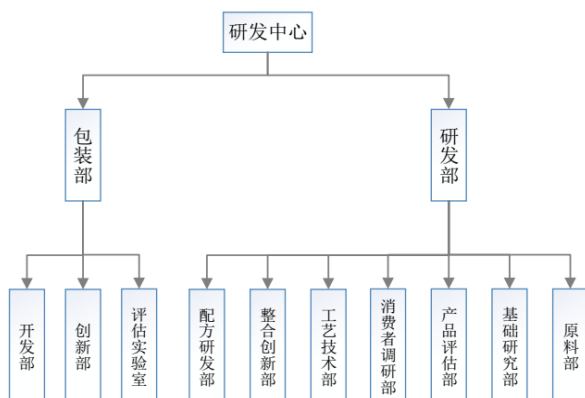 研发中心
包装部
研发部
开发部
创新部
评估实验室
配方研发部
整合创新部
工艺技术部
消费者调研部
产品评估部
基础研究部
原料部